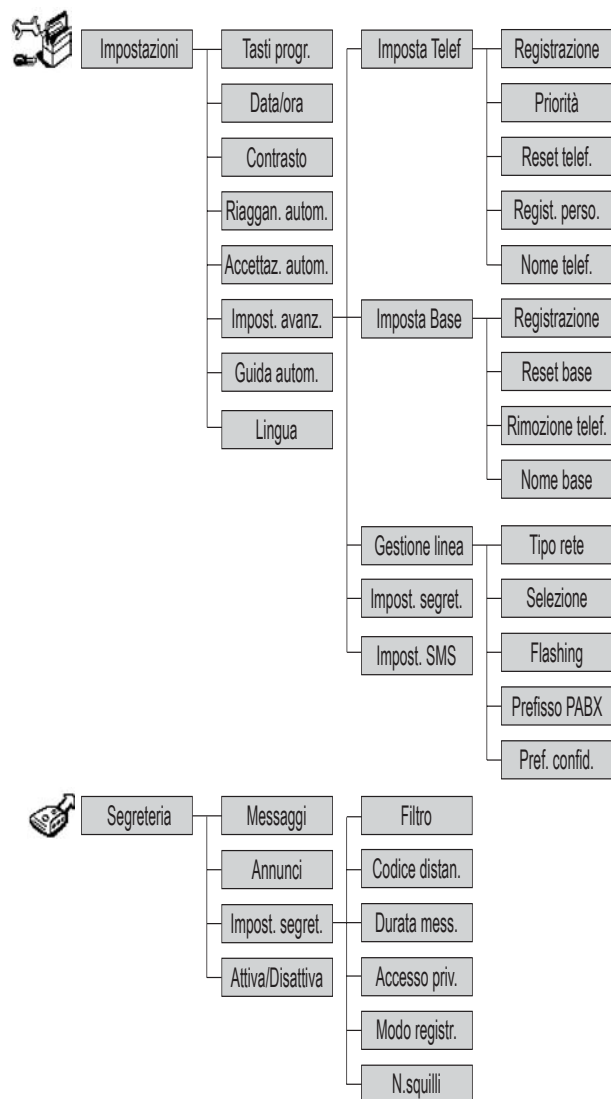 Impostazioni
Tasti progr.
Data/ora
Contrasto
Riaggan. autom.
Accettaz. autom.
Impost. avanz.
Guida autom.
Lingua
Imposta Telef
Registrazione
Priorità
Reset telef.
Regist. perso.
Nome telef.
Imposta Base
Registrazione
Reset base
Rimozione telef.
Nome base
Gestione linea
Tipo rete
Selezione
Flashing
Prefisso PABX
Pref. confid.
Impost. segret.
Impost. SMS
Segreteria
Messaggi
Annunci
Impost. segret.
Attiva/Disattiva
Filtro
Codice distan.
Durata mess.
Accesso priv.
Modo registr.
N.squilli